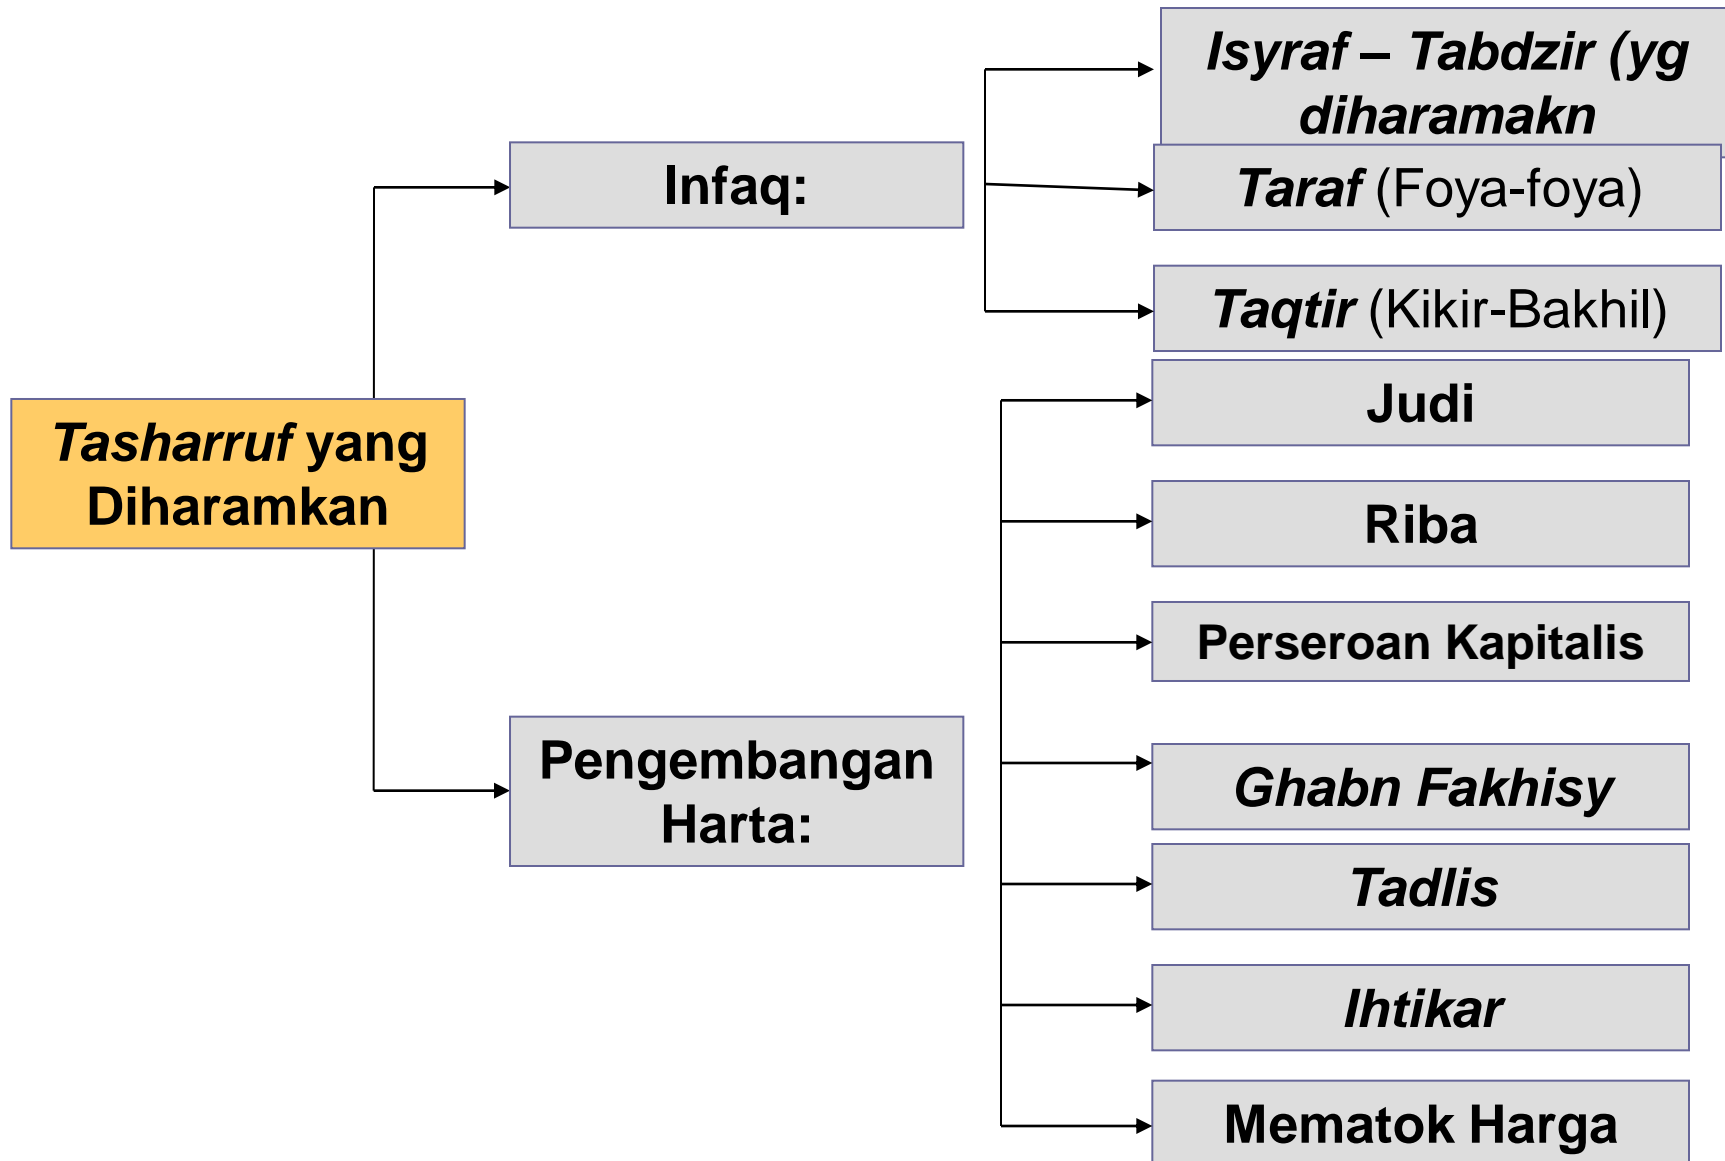 Tasharruf yang
Diharamkan
Infaq:
Isyraf – Tabdzir (yg
diharamakn
Taraf (Foya-foya)
Taqtir (Kikir-Bakhil)
Pengembangan
Harta:
Judi
Riba
Perseroan Kapitalis
Ghabn Fakhisy
Tadlis
Ihtikar
Mematok Harga